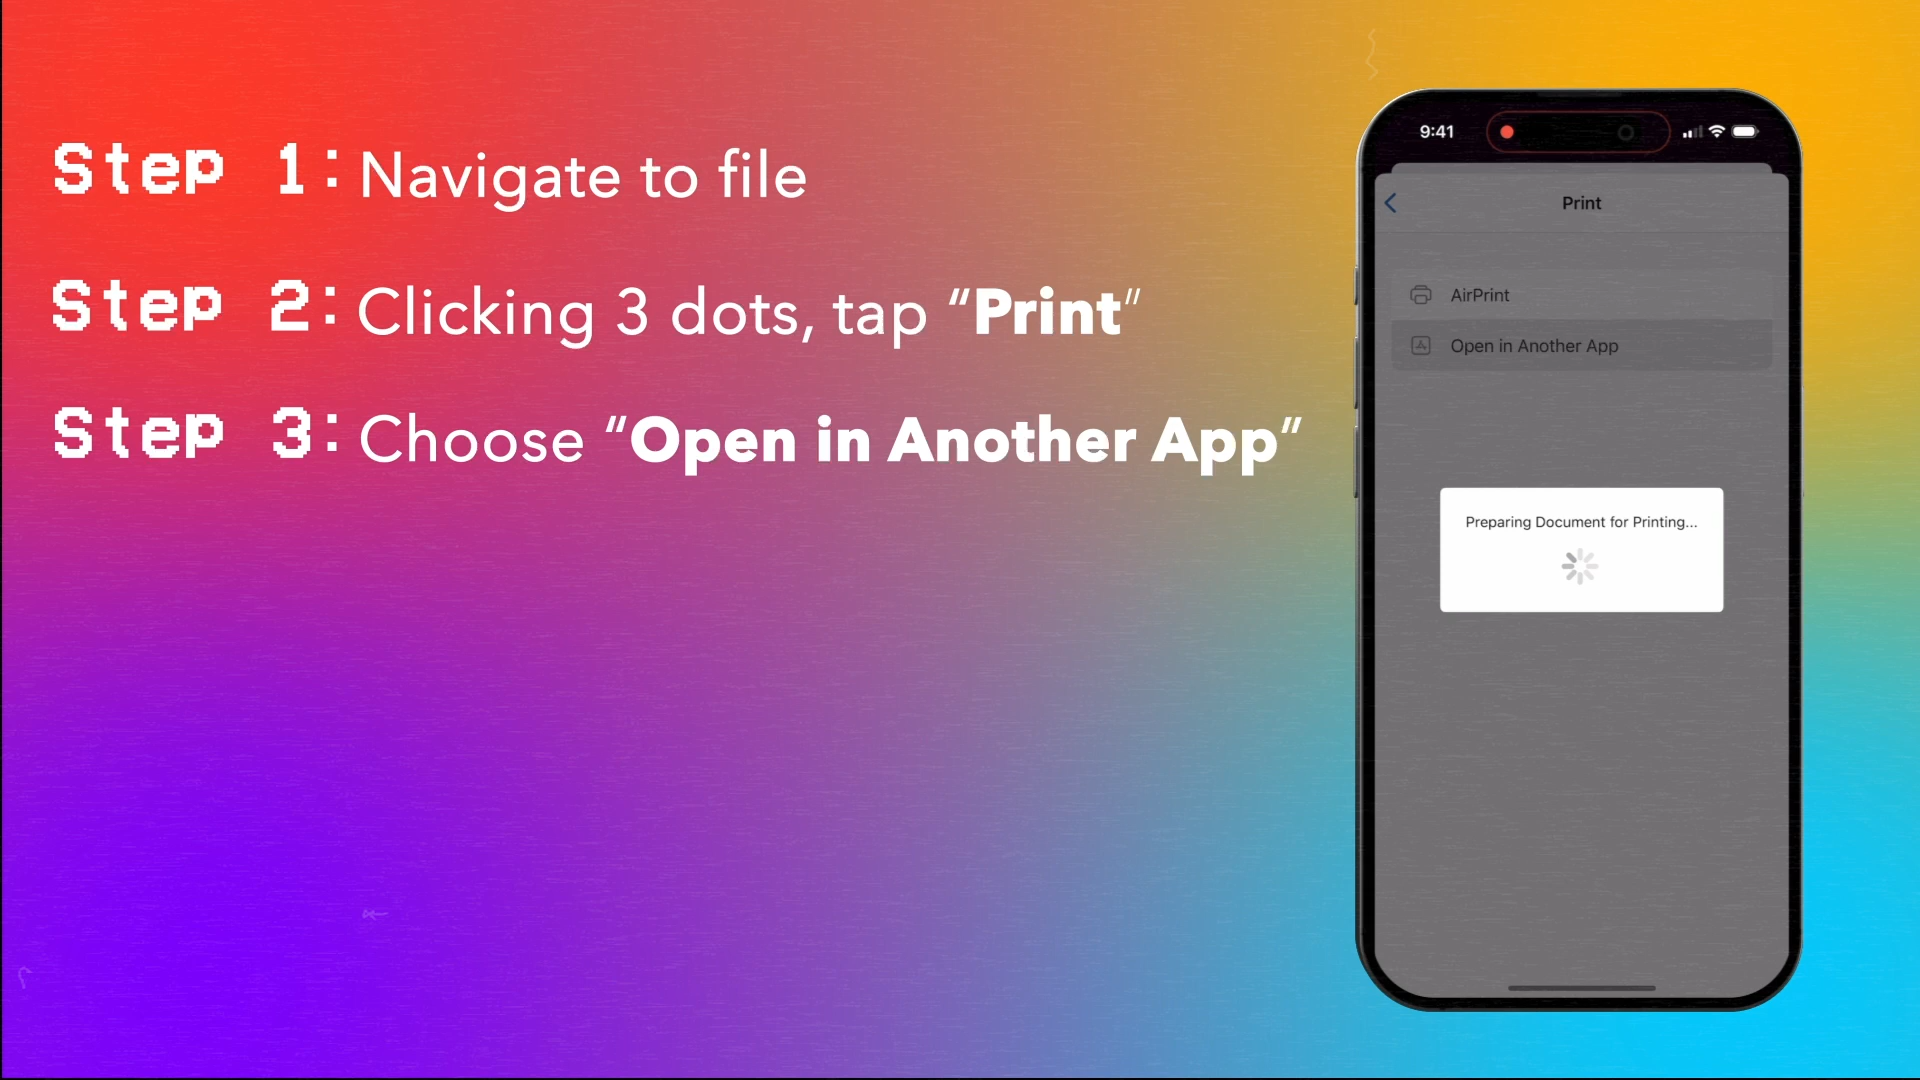 Step 1: Navigate to file
Step 2: Clicking 3 dots, tap “Print”
Step 3: Choose “Open in Another App”
9:41
Print
AirPrint
Open in Another App
Preparing Document for Printing...